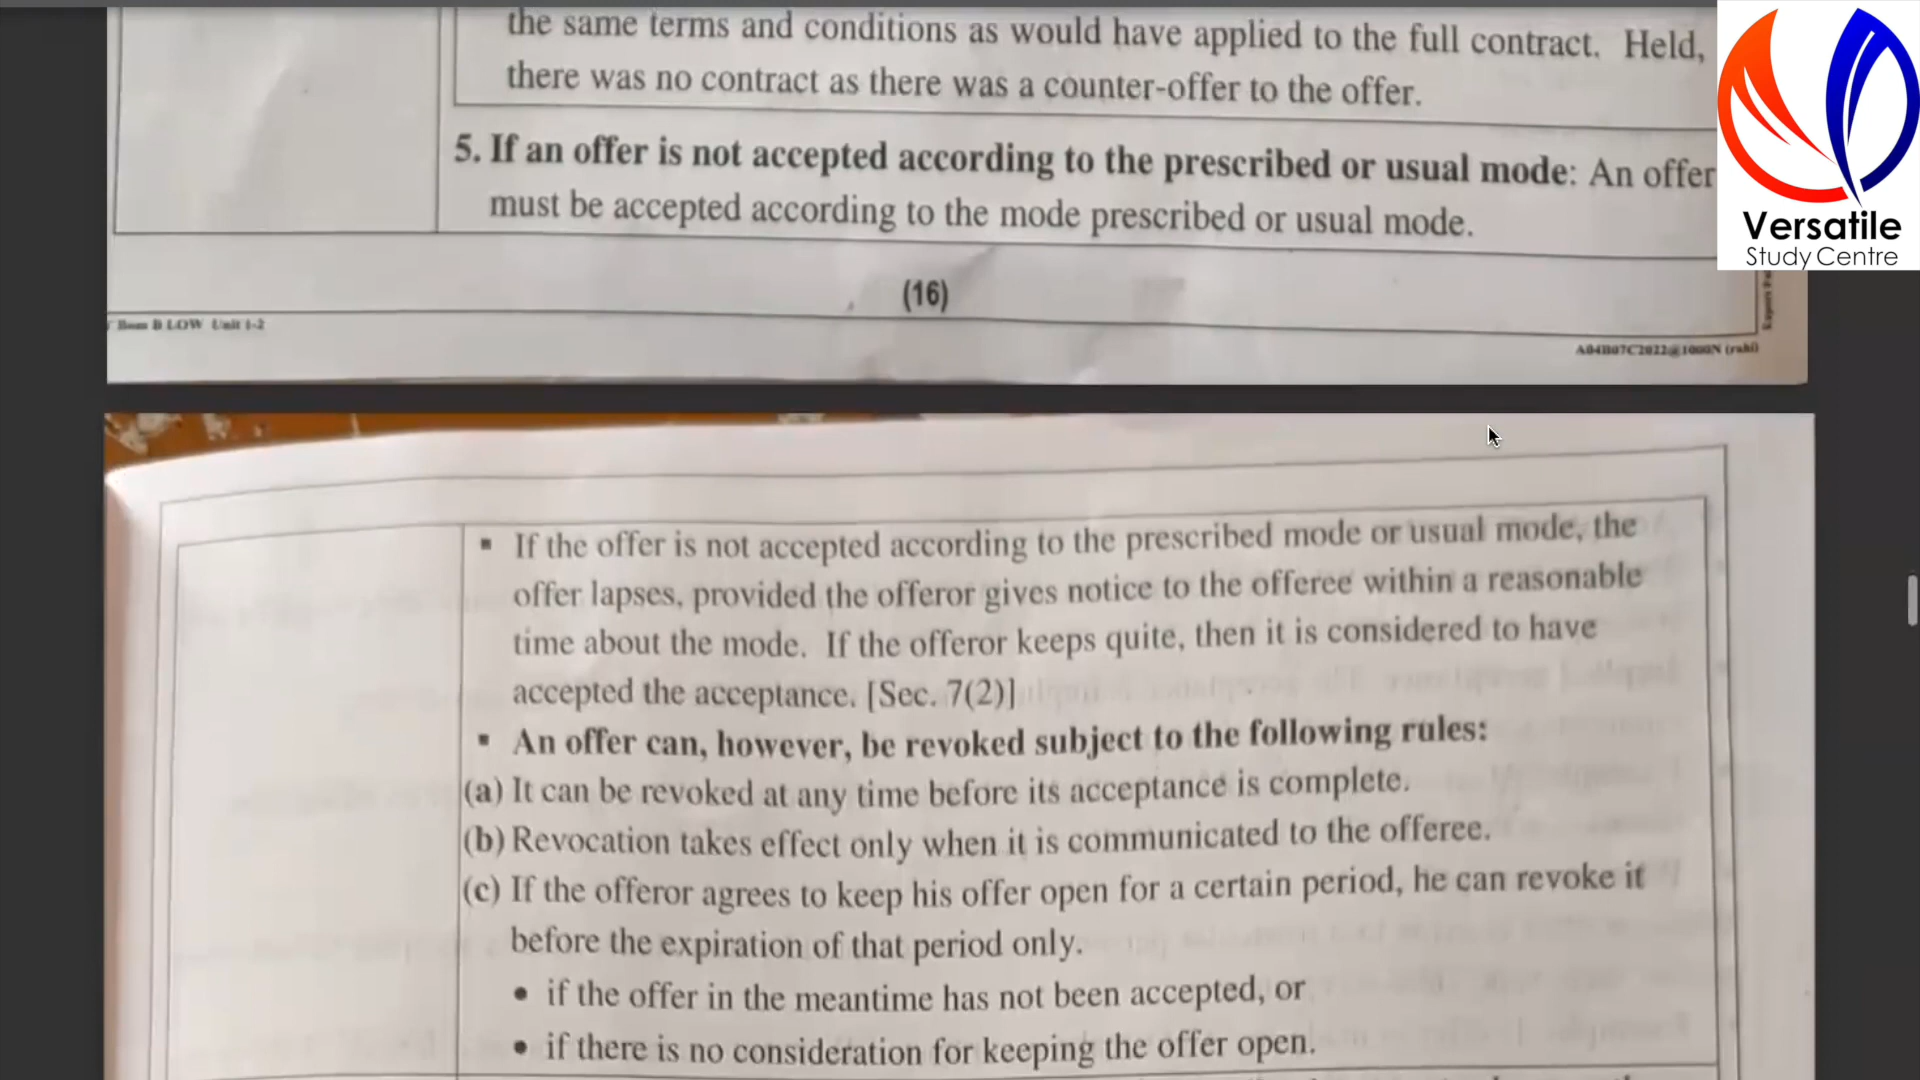 the same terms and conditions as would have applied to the full contract. Held,
there was no contract as there was a counter-offer to the offer.
5. If an offer is not accepted according to the prescribed or usual mode: An offer
must be accepted according to the mode prescribed or usual mode.
(16)
B LOW Unit 1-2
A04B07C2022@1000N (rahl)
Versatile
Study Centre
▪ If the offer is not accepted according to the prescribed mode or usual mode, the
offer lapses, provided the offeror gives notice to the offeree within a reasonable
time about the mode. If the offeror keeps quite, then it is considered to have
accepted the acceptance. [Sec. 7(2)]
▪ An offer can, however, be revoked subject to the following rules:
(a) It can be revoked at any time before its acceptance is complete.
(b) Revocation takes effect only when it is communicated to the offeree.
(c) If the offeror agrees to keep his offer open for a certain period, he can revoke it
before the expiration of that period only.
• if the offer in the meantime has not been accepted, or
• if there is no consideration for keeping the offer open.